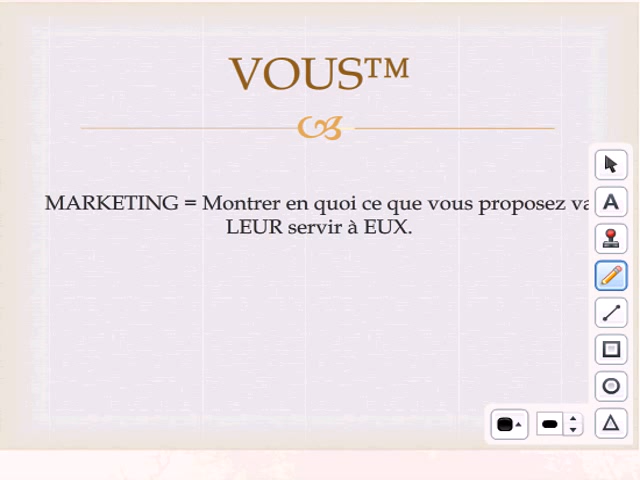 VOUS™
MARKETING = Montrer en quoi ce que vous proposez va
LEUR servir à EUX.
A